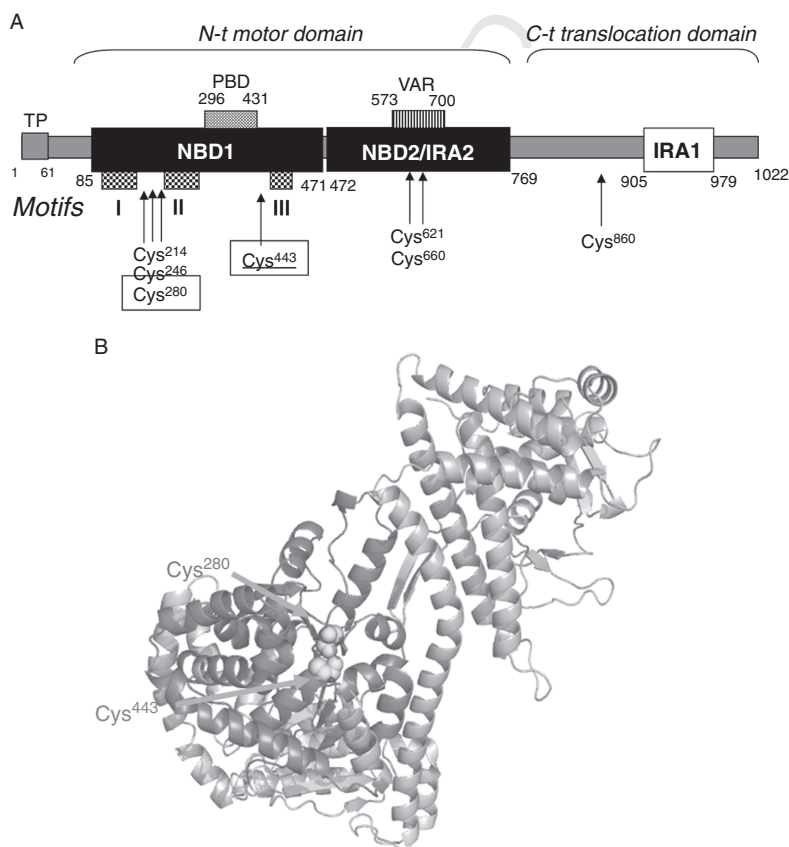 A
N-t motor domain
C-t translocation domain
PBD
296 431
VAR
573 700
TP
NBD1
NBD2/IRA2
IRA1
1 61 85 471 472 769 905 979 1022
Motifs I II III
Cys214
Cys246
Cys280
Cys443
Cys621
Cys660
Cys860
B
Cys280
Cys443